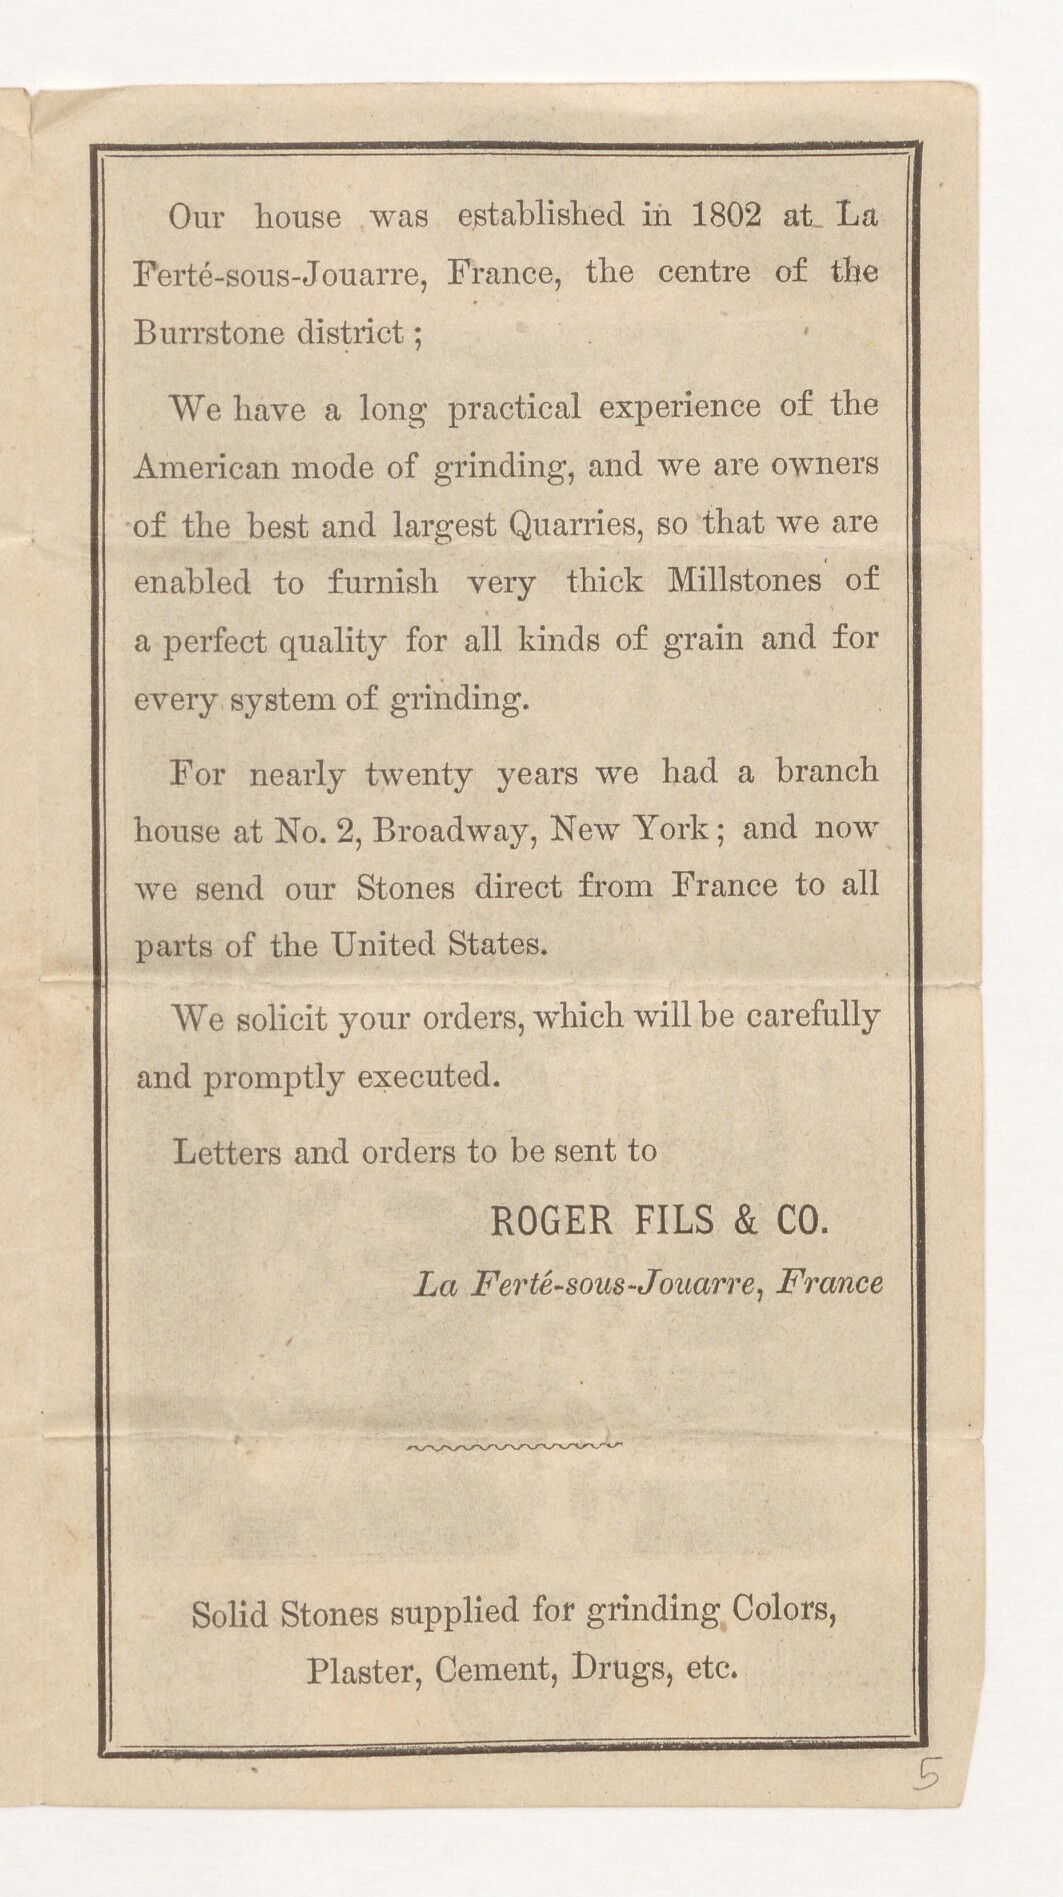 Our house was established in 1802 at La
Ferté-sous-Jouarre, France, the centre of the
Burrstone district ;
We have a long practical experience of the
American mode of grinding, and we are owners
of the best and largest Quarries, so that we are
enabled to furnish very thick Millstones of
a perfect quality for all kinds of grain and for
every system of grinding.
For nearly twenty years we had a branch
house at No. 2, Broadway, New York ; and now
we send our Stones direct from France to all
parts of the United States.
We solicit your orders, which will be carefully
and promptly executed.
Letters and orders to be sent to
ROGER FILS & CO.
La Ferté-sous-Jouarre, France
Solid Stones supplied for grinding Colors,
Plaster, Cement, Drugs, etc.
5